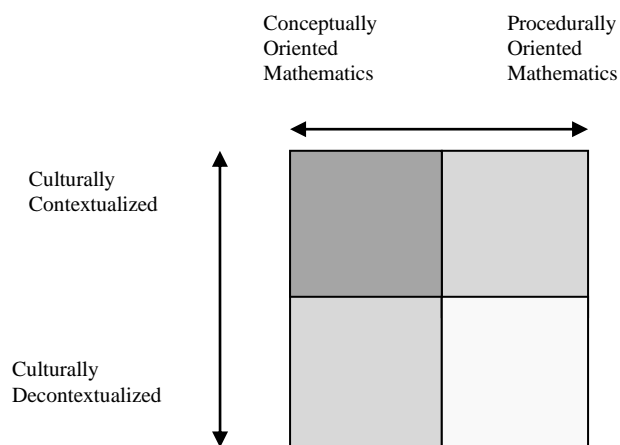 Conceptually
Oriented
Mathematics
Procedurally
Oriented
Mathematics
Culturally
Contextualized
Culturally
Decontextualized